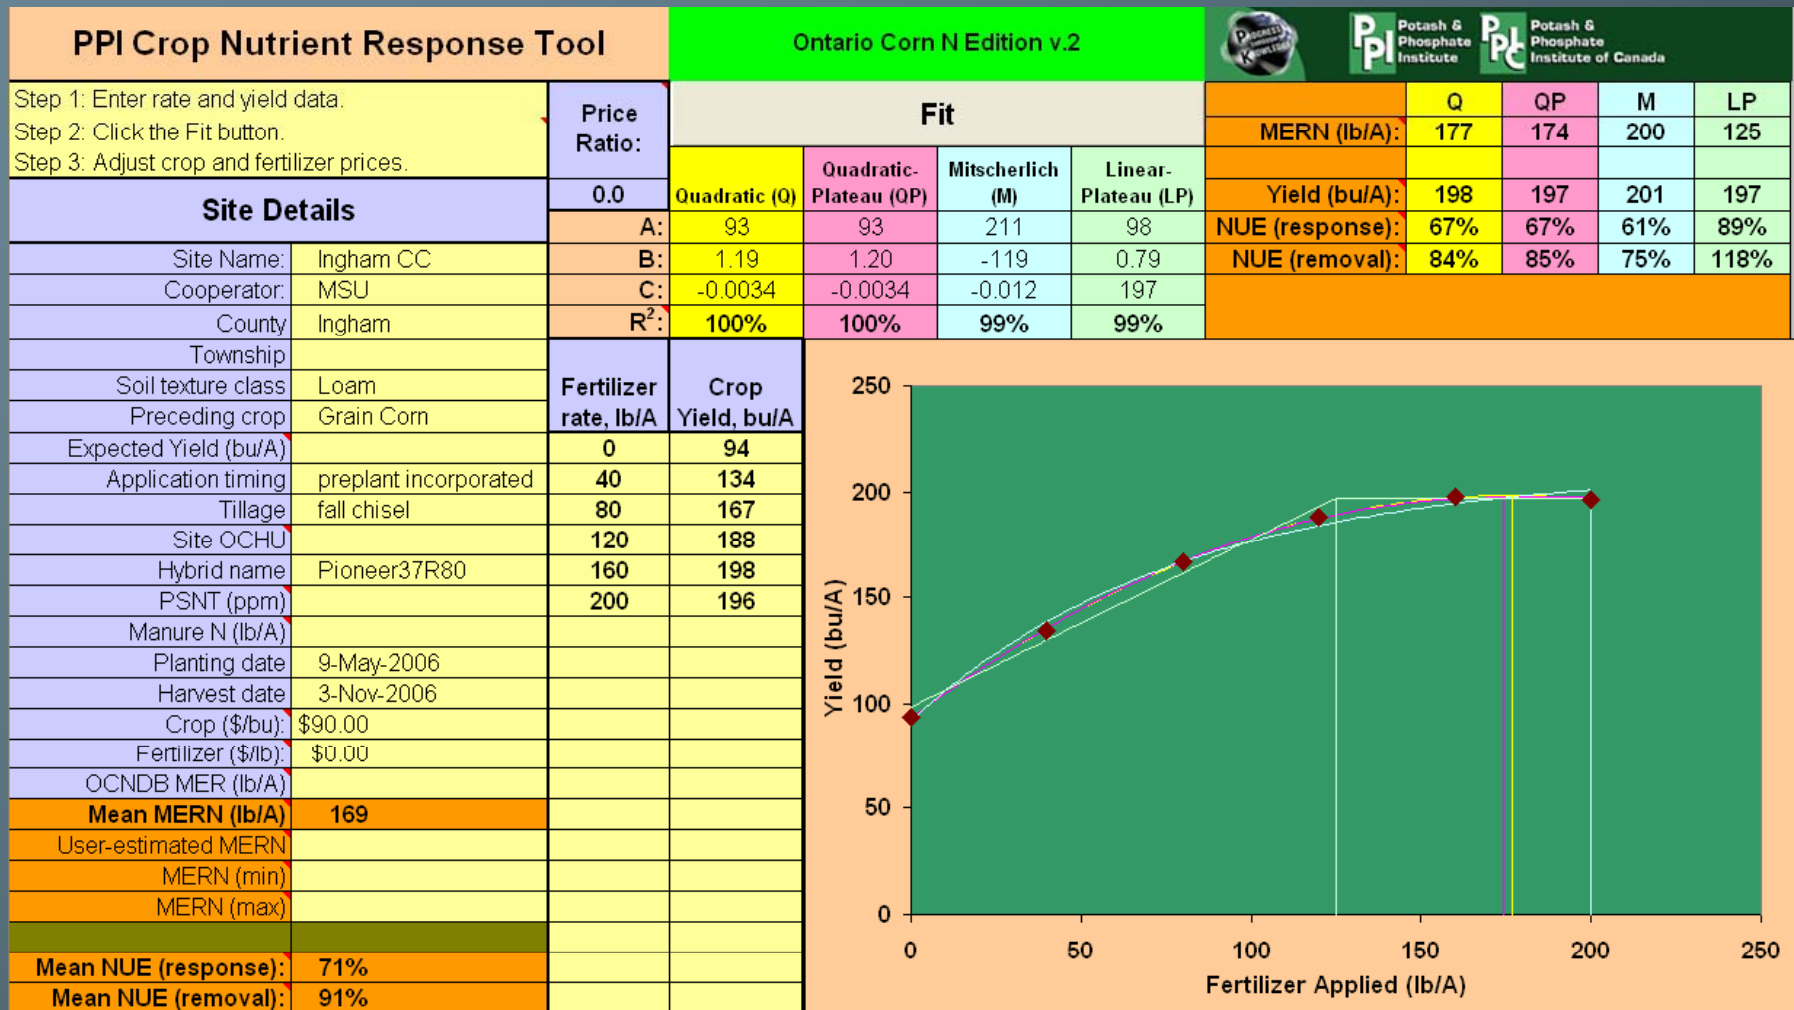 PPI Crop Nutrient Response Tool
Ontario Corn N Edition v.2
PROGRESS
KNOWLEDGE
PPI Potash & Phosphate Institute
PPIC Potash & Phosphate Institute of Canada
Step 1: Enter rate and yield data.
Step 2: Click the Fit button.
Step 3: Adjust crop and fertilizer prices.
Price Ratio:
0.0
Fit
Quadratic (Q) Quadratic-Plateau (QP) Mitscherlich (M) Linear-Plateau (LP)
A: 93 93 211 98
B: 1.19 1.20 -119 0.79
C: -0.0034 -0.0034 -0.012 197
R²: 100% 100% 99% 99%
Q QP M LP
MERN (lb/A): 177 174 200 125
Yield (bu/A): 198 197 201 197
NUE (response): 67% 67% 61% 89%
NUE (removal): 84% 85% 75% 118%
Site Details
Site Name: Ingham CC
Cooperator: MSU
County Ingham
Township
Soil texture class Loam
Preceding crop Grain Corn
Expected Yield (bu/A)
Application timing preplant incorporated
Tillage fall chisel
Site OCHU
Hybrid name Pioneer37R80
PSNT (ppm)
Manure N (lb/A)
Planting date 9-May-2006
Harvest date 3-Nov-2006
Crop ($/bu): $90.00
Fertilizer ($/lb): $0.00
OCNDB MER (lb/A)
Mean MERN (lb/A) 169
User-estimated MERN
MERN (min)
MERN (max)
Mean NUE (response): 71%
Mean NUE (removal): 91%
Fertilizer rate, lb/A Crop Yield, bu/A
0 94
40 134
80 167
120 188
160 198
200 196
Yield (bu/A)
250
200
150
100
50
0
0 50 100 150 200 250
Fertilizer Applied (lb/A)